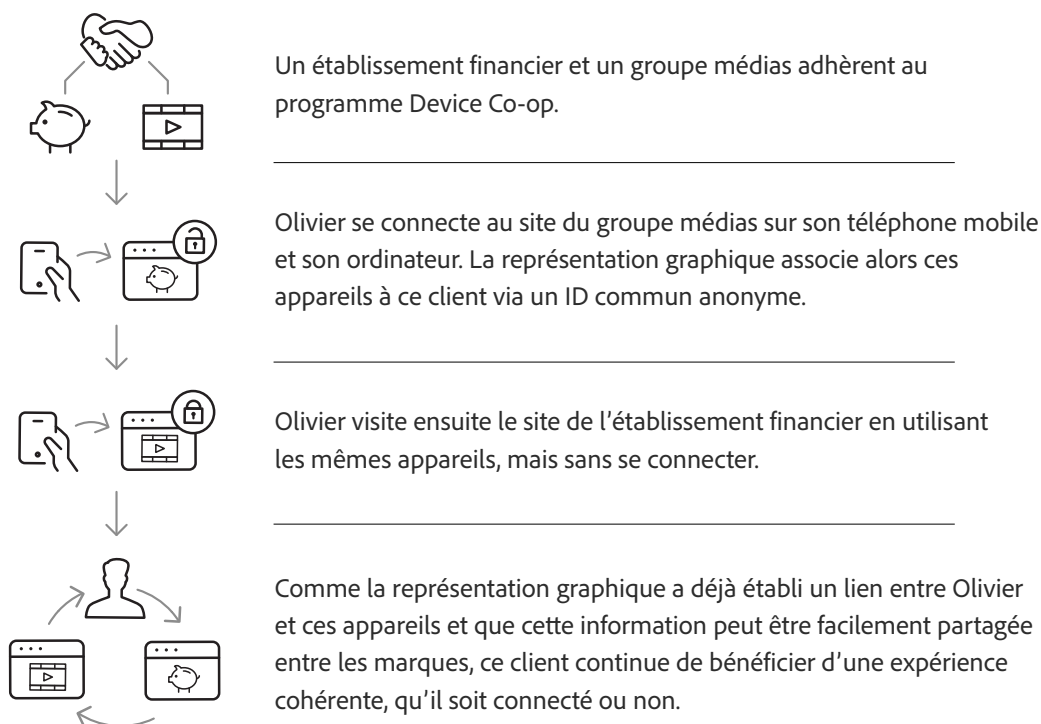 Un établissement financier et un groupe médias adhèrent au
programme Device Co-op.
Olivier se connecte au site du groupe médias sur son téléphone mobile
et son ordinateur. La représentation graphique associe alors ces
appareils à ce client via un ID commun anonyme.
Olivier visite ensuite le site de l'établissement financier en utilisant
les mêmes appareils, mais sans se connecter.
Comme la représentation graphique a déjà établi un lien entre Olivier
et ces appareils et que cette information peut être facilement partagée
entre les marques, ce client continue de bénéficier d'une expérience
cohérente, qu'il soit connecté ou non.